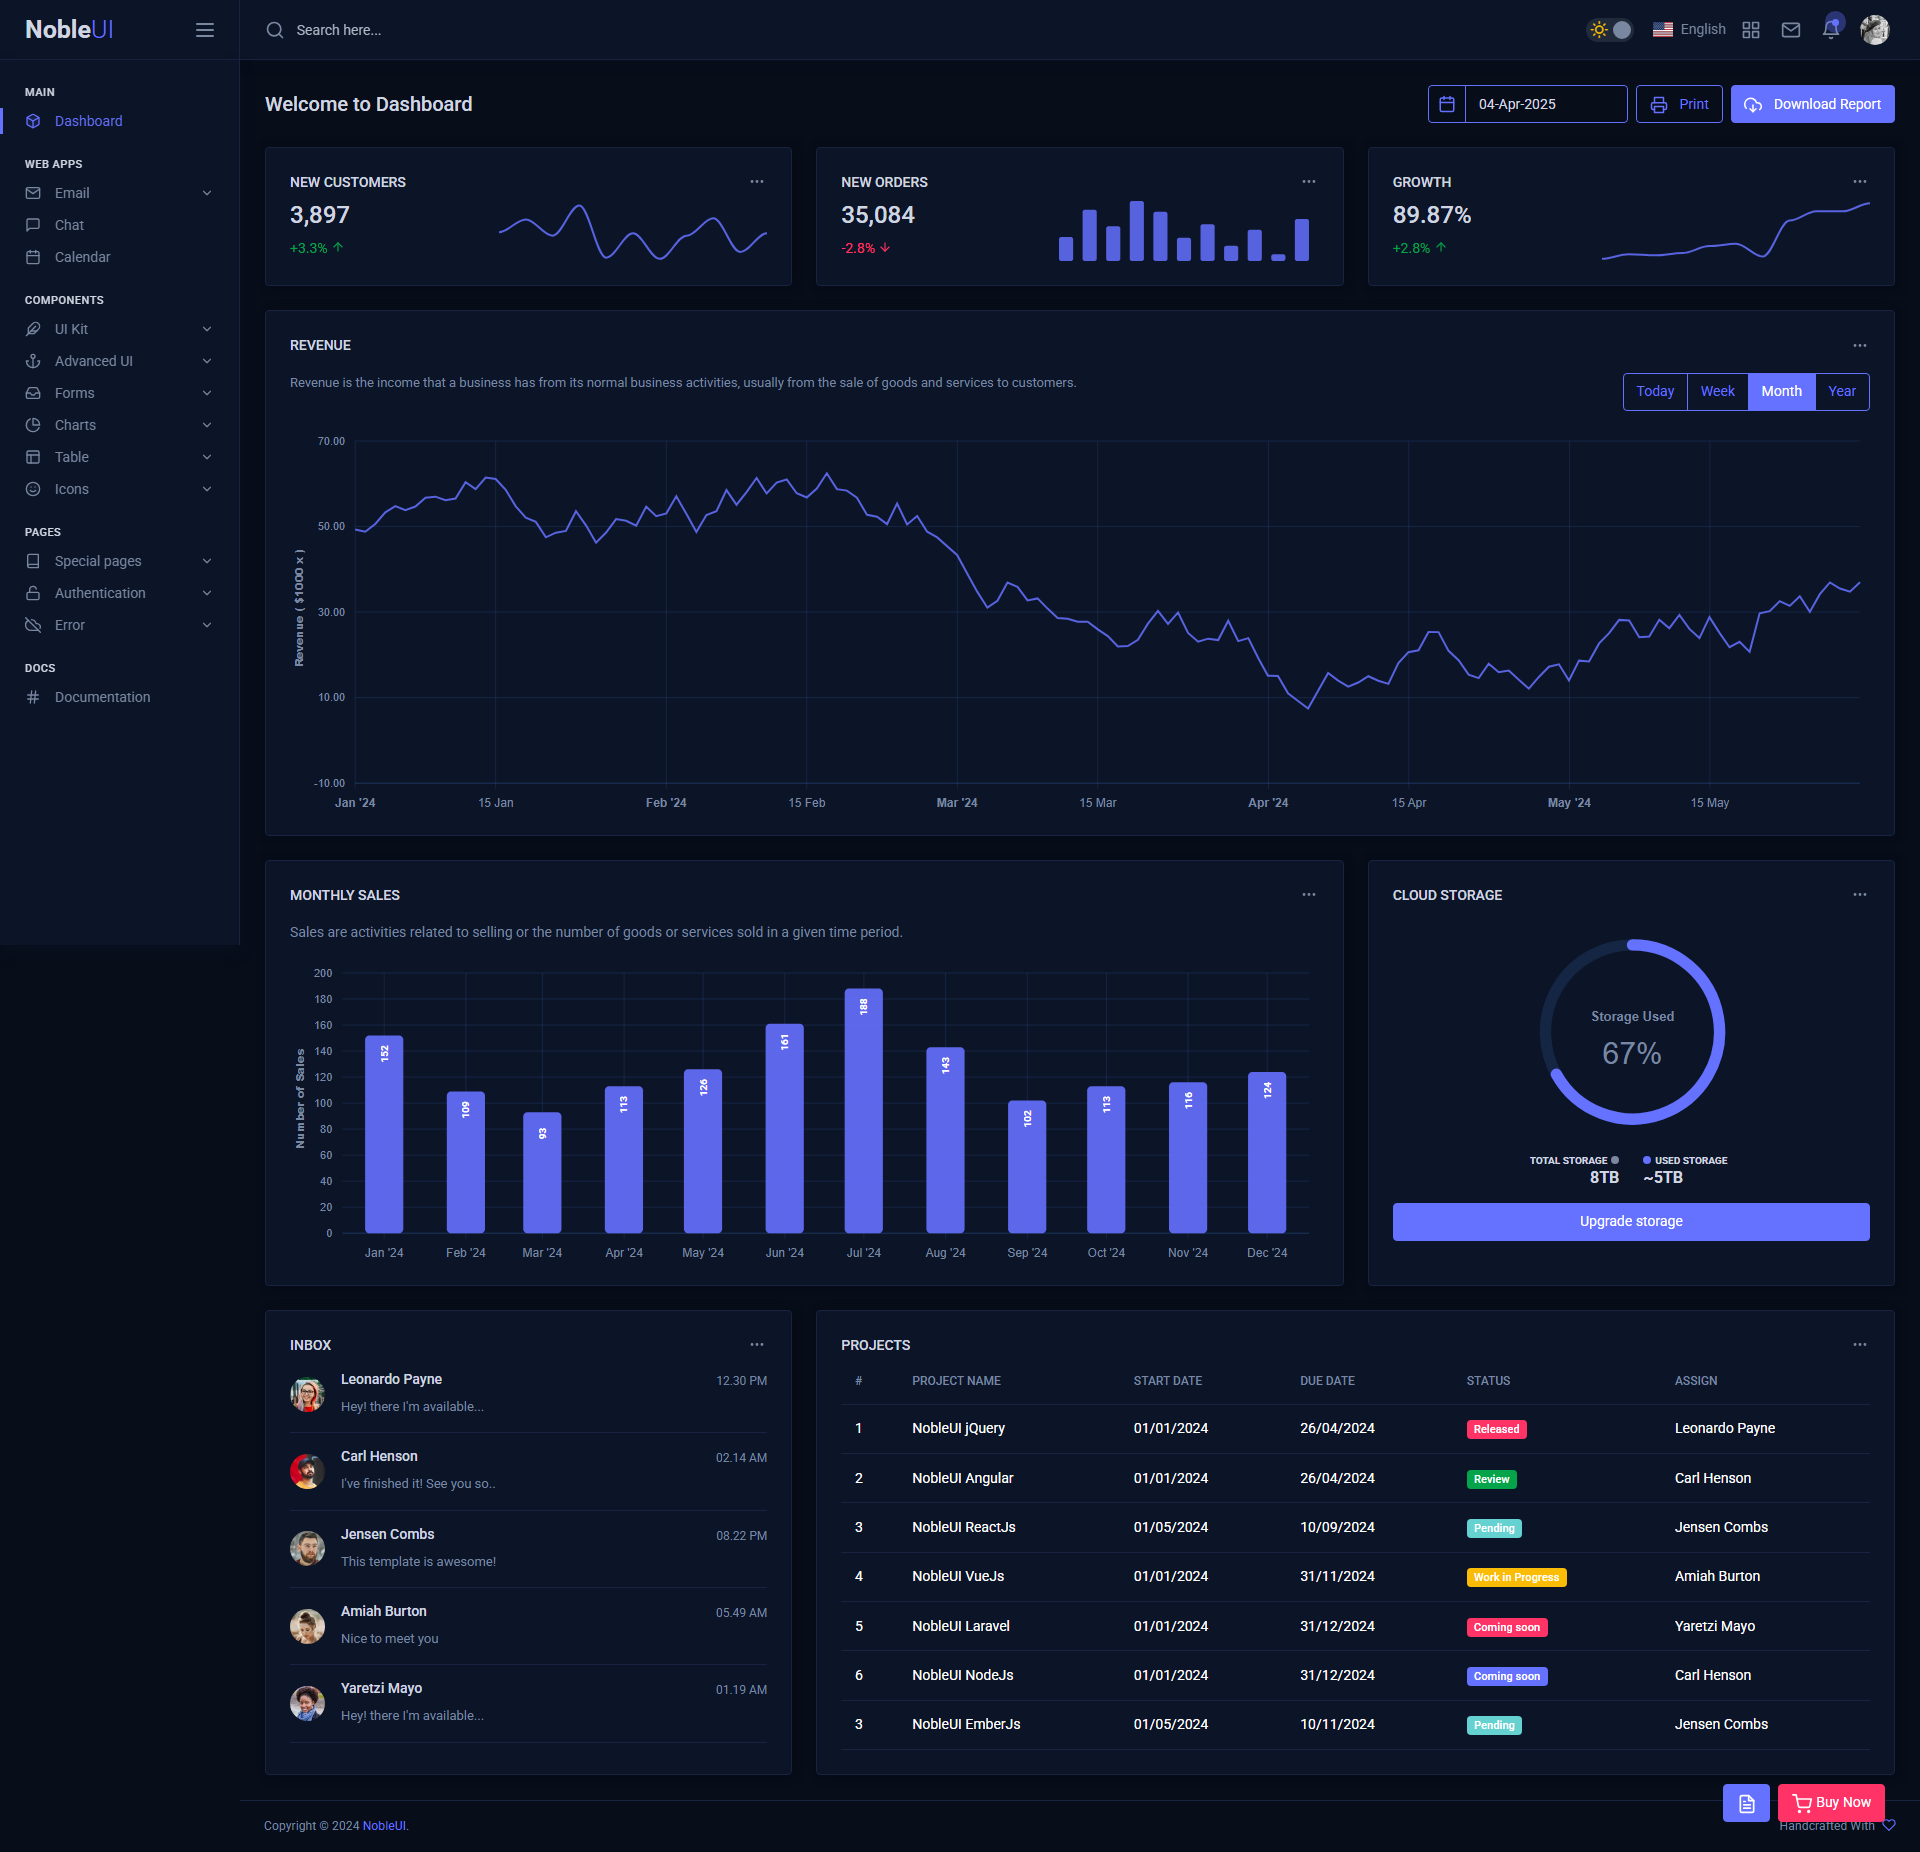 NobleUI
Search here...
English
MAIN
Dashboard
WEB APPS
Email
Chat
Calendar
COMPONENTS
UI Kit
Advanced UI
Forms
Charts
Table
Icons
PAGES
Special pages
Authentication
Error
DOCS
Documentation
Welcome to Dashboard
04-Apr-2025
Print
Download Report
NEW CUSTOMERS
3,897
+3.3%
NEW ORDERS
35,084
-2.8%
GROWTH
89.87%
+2.8%
REVENUE
Revenue is the income that a business has from its normal business activities, usually from the sale of goods and services to customers.
Today Week Month Year
Revenue ( $1000 x )
70.00
50.00
30.00
10.00
-10.00
Jan '24 15 Jan Feb '24 15 Feb Mar '24 15 Mar Apr '24 15 Apr May '24 15 May
MONTHLY SALES
Sales are activities related to selling or the number of goods or services sold in a given time period.
Number of Sales
200
180
160
140
120
100
80
60
40
20
0
152 109 93 113 126 161 188 143 102 113 116 124
Jan '24 Feb '24 Mar '24 Apr '24 May '24 Jun '24 Jul '24 Aug '24 Sep '24 Oct '24 Nov '24 Dec '24
CLOUD STORAGE
Storage Used
67%
TOTAL STORAGE USED STORAGE
8TB ~5TB
Upgrade storage
INBOX
Leonardo Payne 12.30 PM
Hey! there I'm available...
Carl Henson 02.14 AM
I've finished it! See you so..
Jensen Combs 08.22 PM
This template is awesome!
Amiah Burton 05.49 AM
Nice to meet you
Yaretzi Mayo 01.19 AM
Hey! there I'm available...
PROJECTS
# PROJECT NAME START DATE DUE DATE STATUS ASSIGN
1 NobleUI jQuery 01/01/2024 26/04/2024 Released Leonardo Payne
2 NobleUI Angular 01/01/2024 26/04/2024 Review Carl Henson
3 NobleUI ReactJs 01/05/2024 10/09/2024 Pending Jensen Combs
4 NobleUI VueJs 01/01/2024 31/11/2024 Work in Progress Amiah Burton
5 NobleUI Laravel 01/01/2024 31/12/2024 Coming soon Yaretzi Mayo
6 NobleUI NodeJs 01/01/2024 31/12/2024 Coming soon Carl Henson
3 NobleUI EmberJs 01/05/2024 10/11/2024 Pending Jensen Combs
Buy Now
Copyright © 2024 NobleUI.
Handcrafted With